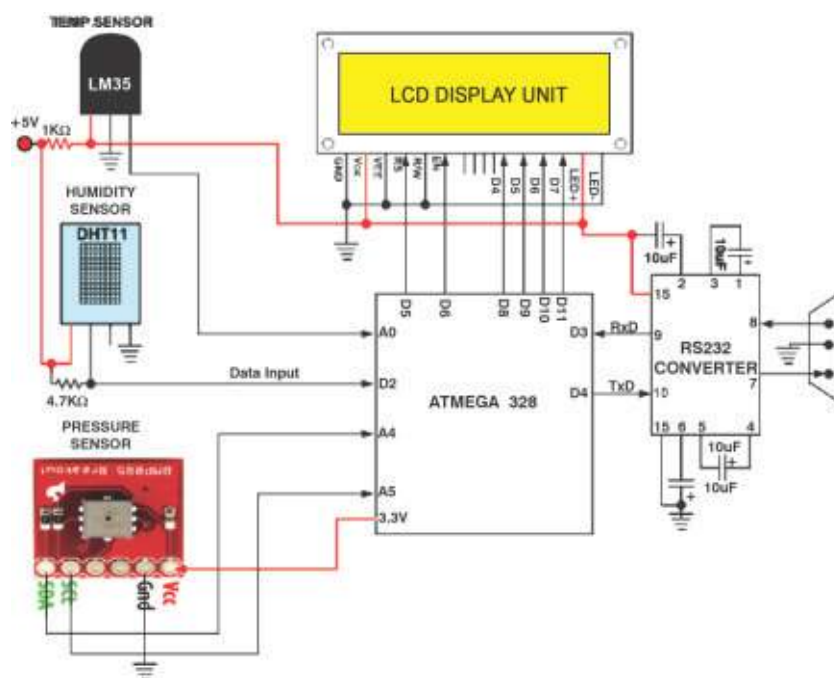 TEMP.SENSOR
LM35
+5V
1KΩ
LCD DISPLAY UNIT
GND
Vcc
VEE
RS
R/W
EN
D4
D5
D6
D7
LED+
LED-
HUMIDITY
SENSOR
DHT11
10uF
+
10uF
+
2
3
1
15
D5
D6
D8
D9
D10
D11
A0
D3
RxD
9
8
RS232
CONVERTER
Data Input
D2
ATMEGA 328
D4
TxD
10
7
4.7KΩ
PRESSURE
SENSOR
A4
15
6
5
4
10uF
+
10uF
+
BMP085 Breakout
A5
3.3V
SDA
SCL
Gnd
Vcc